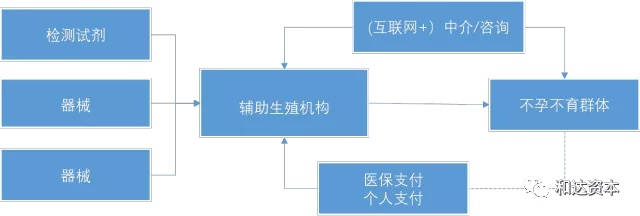 检测试剂
(互联网+）中介/咨询
器械
辅助生殖机构
不孕不育群体
器械
医保支付
个人支付
和达资本